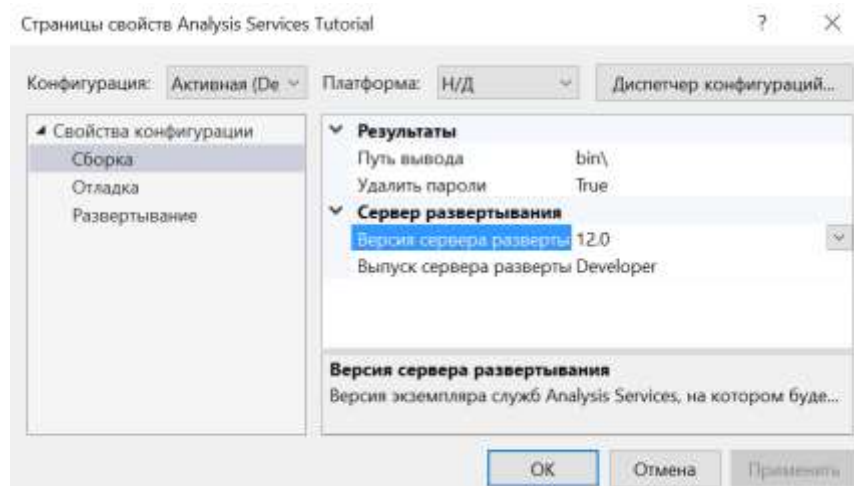 Страницы свойств Analysis Services Tutorial ?
Конфигурация: Активная (De Платформа: Н/Д Диспетчер конфигураций...
Свойства конфигурации
Сборка
Отладка
Развертывание
Результаты
Путь вывода bin\
Удалить пароли True
Сервер развертывания
Версия сервера разверты 12.0
Выпуск сервера разверты Developer
Версия сервера развертывания
Версия экземпляра служб Analysis Services, на котором буде...
ОК Отмена Применить